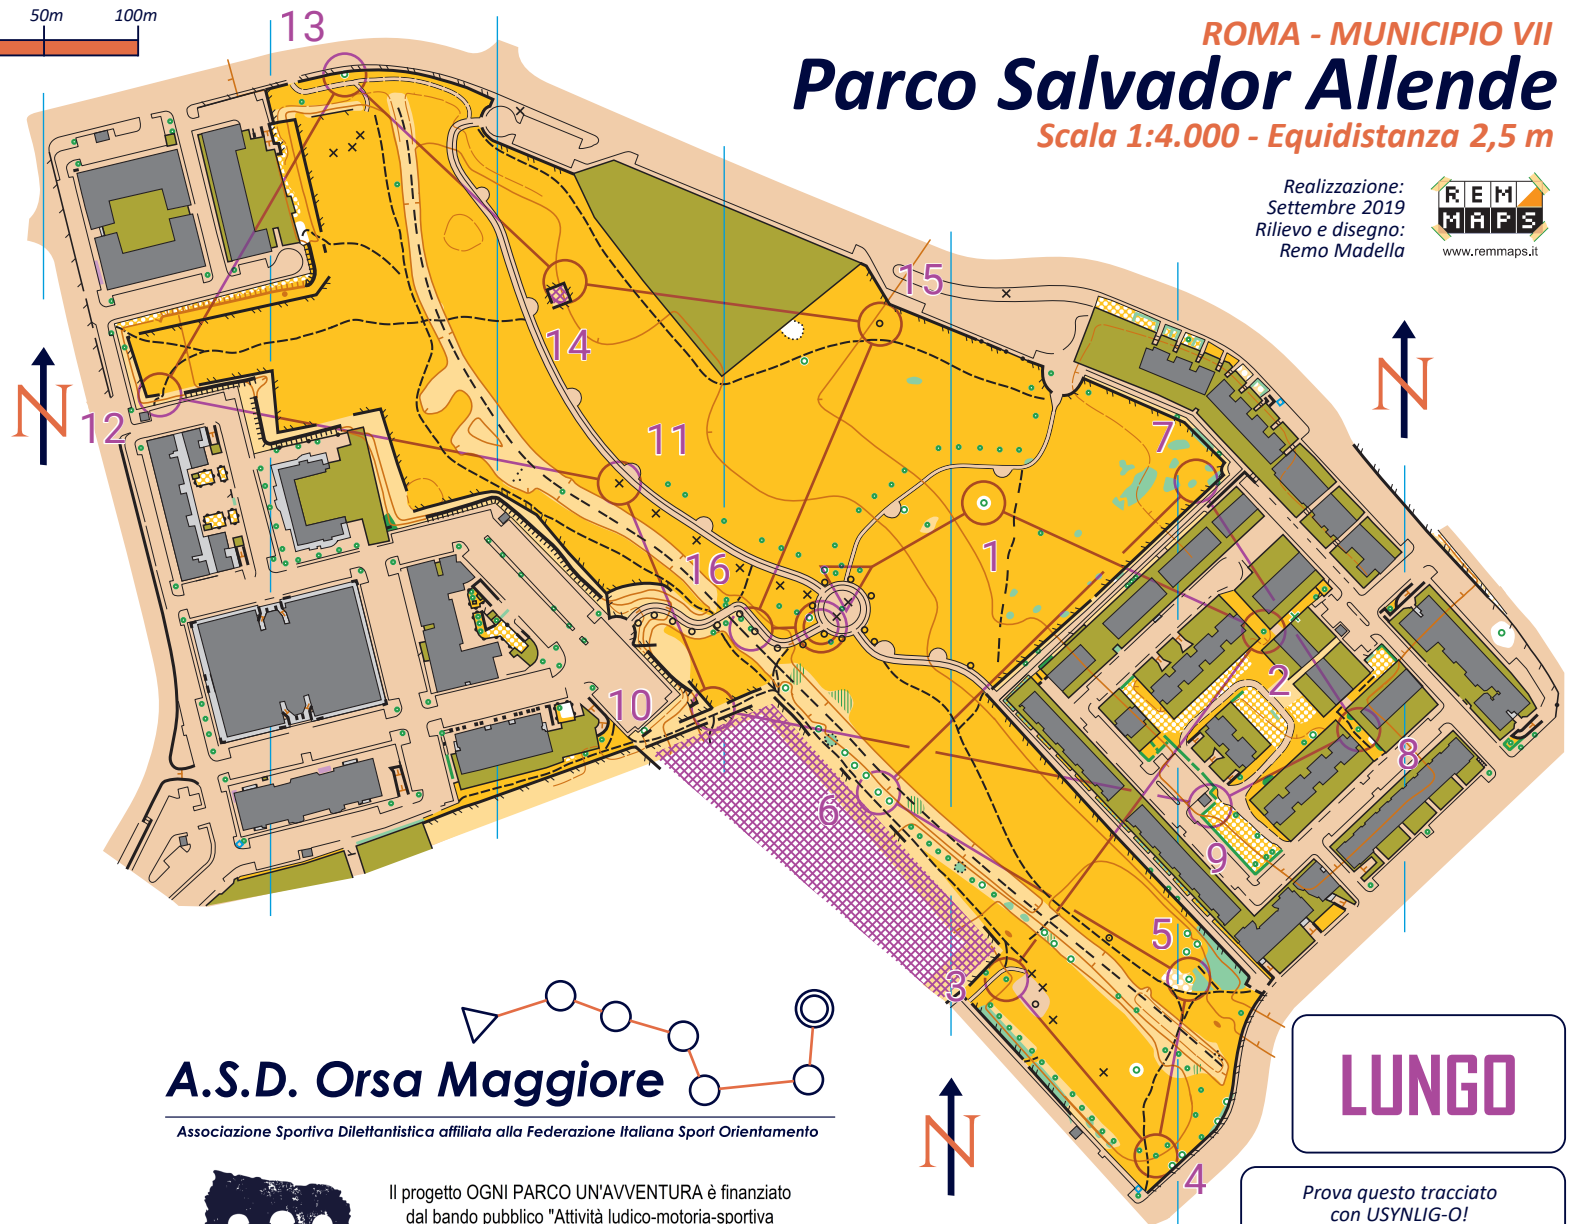 50m 100m
ROMA - MUNICIPIO VII
Parco Salvador Allende
Scala 1:4.000 - Equidistanza 2,5 m
Realizzazione:
Settembre 2019
Rilievo e disegno:
Remo Madella
REM
MAPS
www.remmaps.it
13
15
14
12
11
7
N
N
16
1
2
10
8
6
9
5
3
4
N
A.S.D. Orsa Maggiore
Associazione Sportiva Dilettantistica affiliata alla Federazione Italiana Sport Orientamento
LUNGO
Il progetto OGNI PARCO UN'AVVENTURA è finanziato
dal bando pubblico "Attività ludico-motoria-sportiva
Prova questo tracciato
con USYNLIG-O!